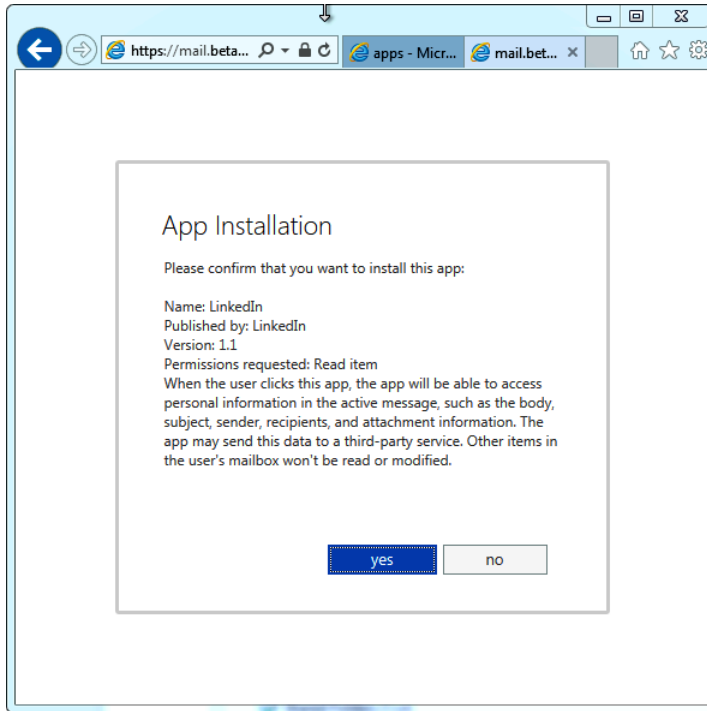 https://mail.beta...
apps - Micr...
mail.bet...
App Installation
Please confirm that you want to install this app:
Name: LinkedIn
Published by: LinkedIn
Version: 1.1
Permissions requested: Read item
When the user clicks this app, the app will be able to access
personal information in the active message, such as the body,
subject, sender, recipients, and attachment information. The
app may send this data to a third-party service. Other items in
the user's mailbox won't be read or modified.
yes
no